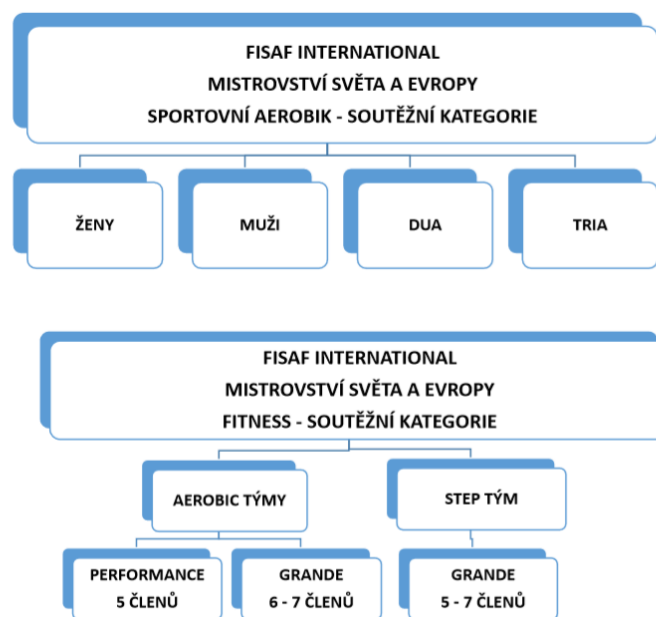 FISAF INTERNATIONAL
MISTROVSTVÍ SVĚTA A EVROPY
SPORTOVNÍ AEROBIK - SOUTĚŽNÍ KATEGORIE
ŽENY
MUŽI
DUA
TRIA
FISAF INTERNATIONAL
MISTROVSTVÍ SVĚTA A EVROPY
FITNESS - SOUTĚŽNÍ KATEGORIE
AEROBIC TÝMY
STEP TÝM
PERFORMANCE
5 ČLENŮ
GRANDE
6 - 7 ČLENŮ
GRANDE
5 - 7 ČLENŮ